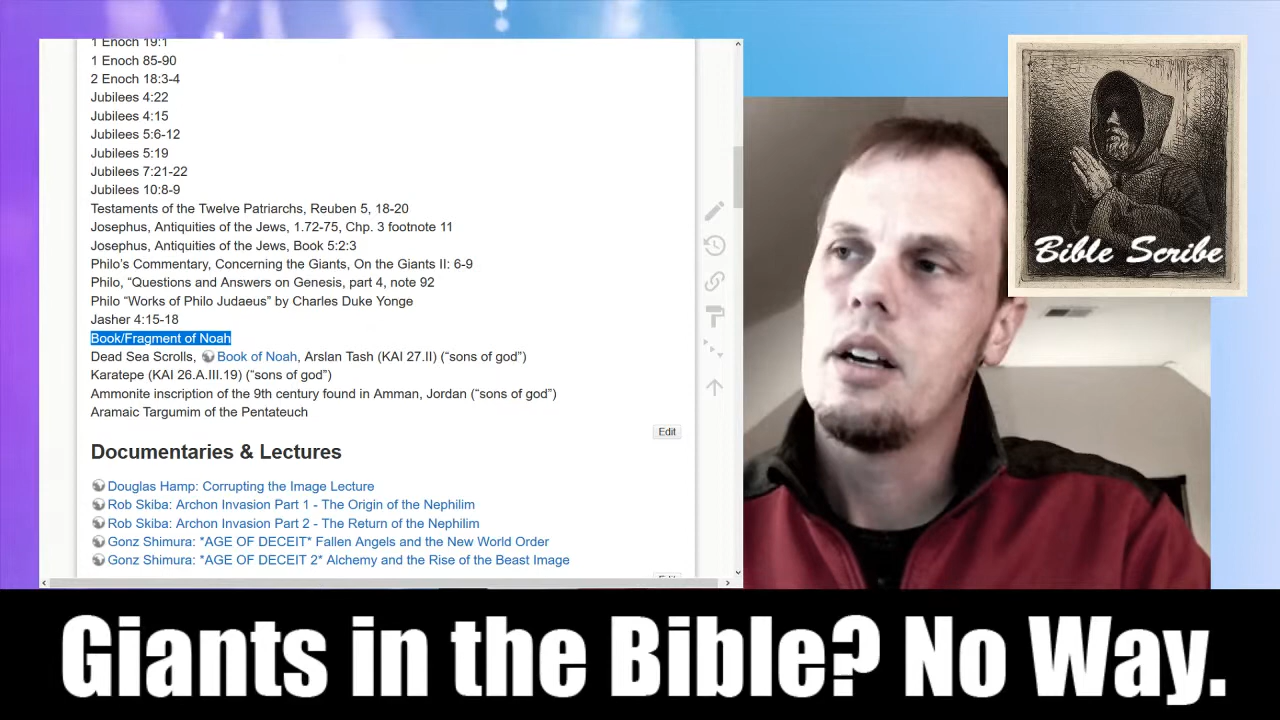 1 Enoch 19:1
1 Enoch 85-90
2 Enoch 18:3-4
Jubilees 4:22
Jubilees 4:15
Jubilees 5:6-12
Jubilees 5:19
Jubilees 7:21-22
Jubilees 10:8-9
Testaments of the Twelve Patriarchs, Reuben 5, 18-20
Josephus, Antiquities of the Jews, 1.72-75, Chp. 3 footnote 11
Josephus, Antiquities of the Jews, Book 5:2:3
Philo's Commentary, Concerning the Giants, On the Giants II: 6-9
Philo, “Questions and Answers on Genesis, part 4, note 92
Philo “Works of Philo Judaeus” by Charles Duke Yonge
Jasher 4:15-18
Book/Fragment of Noah
Dead Sea Scrolls, Book of Noah, Arslan Tash (KAI 27.II) (“sons of god”)
Karatepe (KAI 26.A.III.19) (“sons of god”)
Ammonite inscription of the 9th century found in Amman, Jordan (“sons of god”)
Aramaic Targumim of the Pentateuch
Edit
Documentaries & Lectures
Douglas Hamp: Corrupting the Image Lecture
Rob Skiba: Archon Invasion Part 1 - The Origin of the Nephilim
Rob Skiba: Archon Invasion Part 2 - The Return of the Nephilim
Gonz Shimura: *AGE OF DECEIT* Fallen Angels and the New World Order
Gonz Shimura: *AGE OF DECEIT 2* Alchemy and the Rise of the Beast Image
Bible Scribe
Giants in the Bible? No Way.